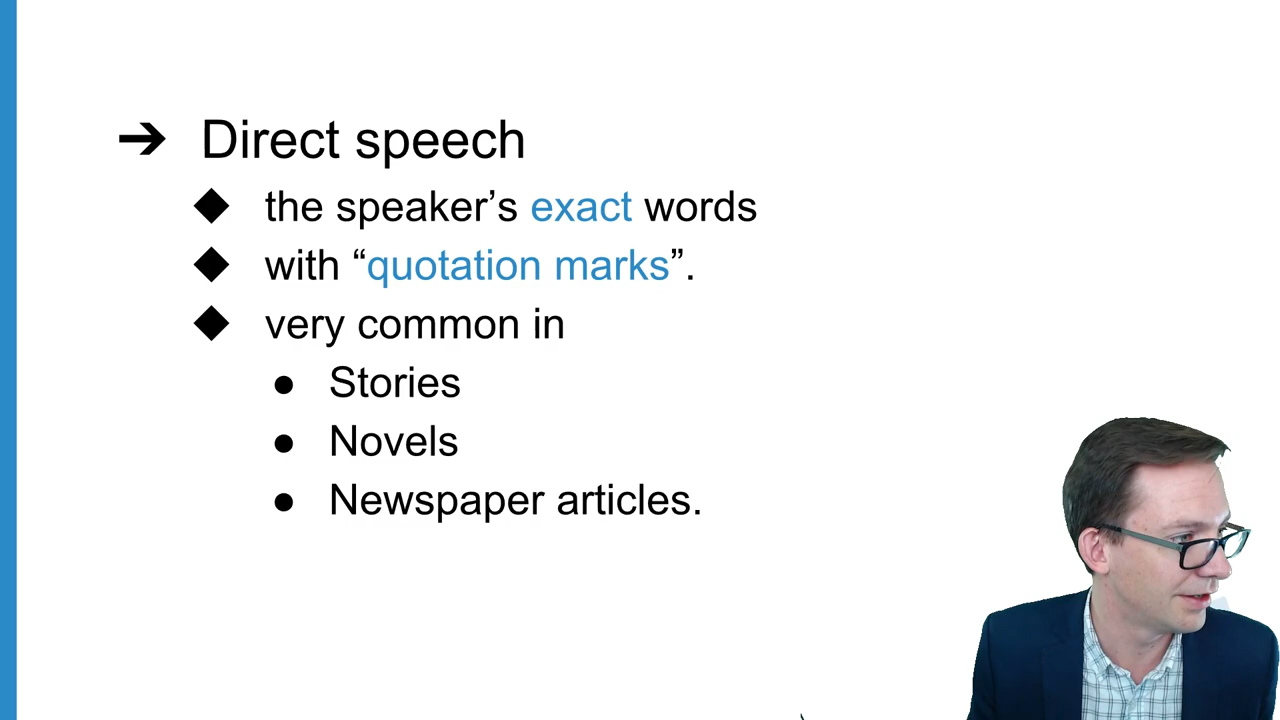 ➔ Direct speech
◆ the speaker’s exact words
◆ with “quotation marks”.
◆ very common in
● Stories
● Novels
● Newspaper articles.